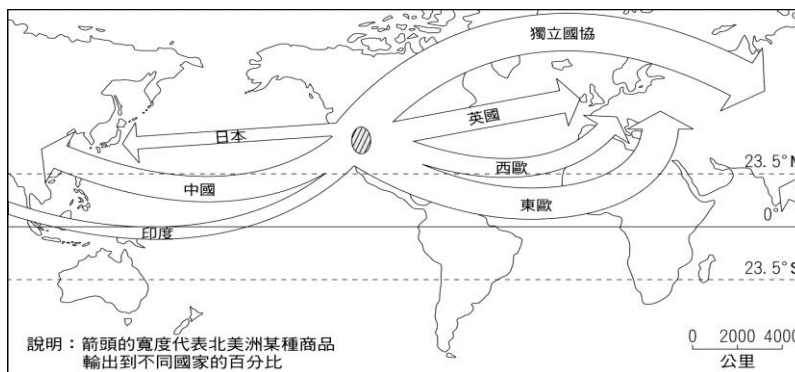 獨立國協
英國
日本
西歐
23.5°N
中國
東歐
0°
印度
23.5°S
說明：箭頭的寬度代表北美洲某種商品
輸出到不同國家的百分比
0 2000 4000
公里